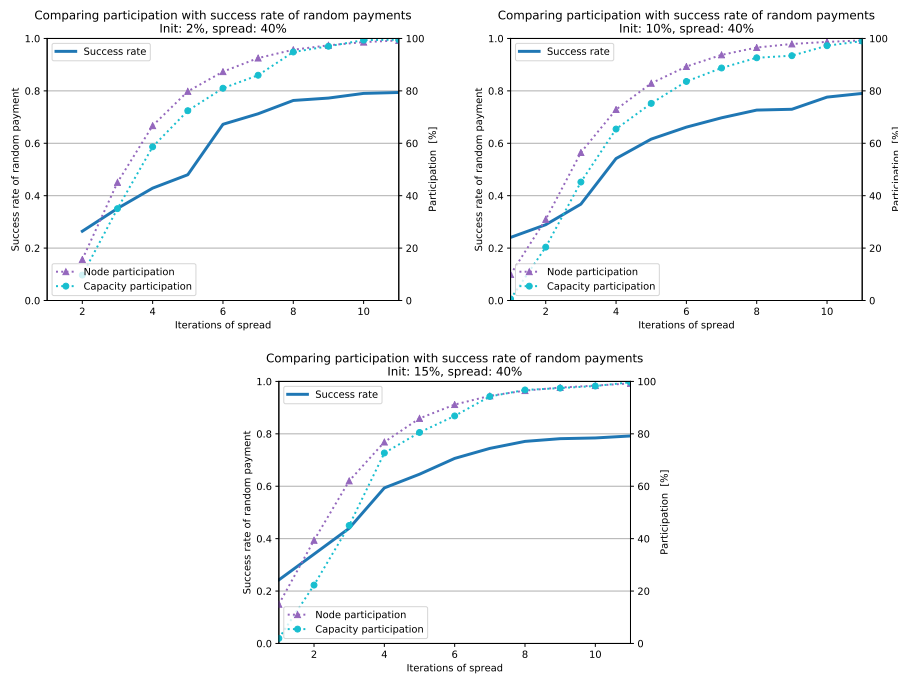 Comparing participation with success rate of random payments
Init: 2%, spread: 40%
1.0
0.8
0.6
0.4
0.2
0.0
Success rate of random payment
Success rate
Node participation
Capacity participation
2
4
6
8
10
Iterations of spread
100
80
60
40
20
0
Participation [%]
Comparing participation with success rate of random payments
Init: 10%, spread: 40%
1.0
0.8
0.6
0.4
0.2
0.0
Success rate of random payment
Success rate
Node participation
Capacity participation
2
4
6
8
10
Iterations of spread
100
80
60
40
20
0
Participation [%]
Comparing participation with success rate of random payments
Init: 15%, spread: 40%
1.0
0.8
0.6
0.4
0.2
0.0
Success rate of random payment
Success rate
Node participation
Capacity participation
2
4
6
8
10
Iterations of spread
100
80
60
40
20
0
Participation [%]